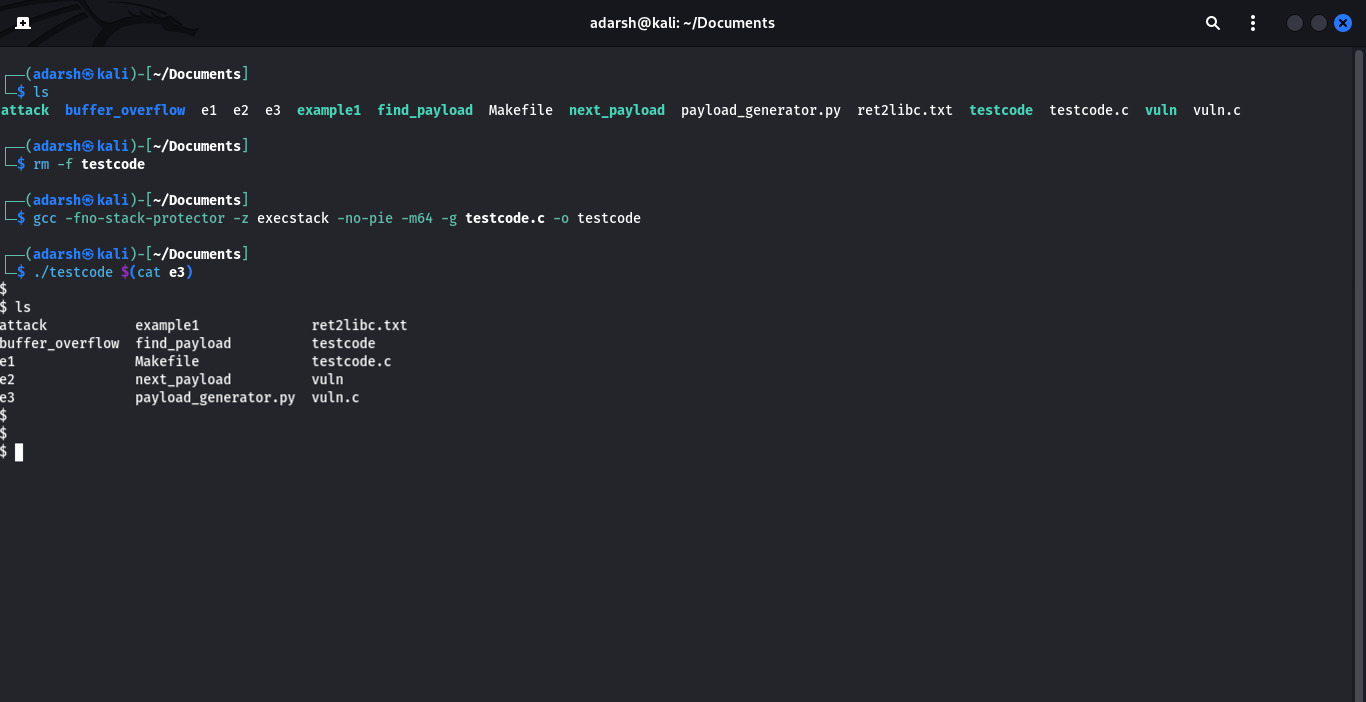 adarsh@kali: ~/Documents
(adarsh㉿kali)-[~/Documents]
$ ls
attack buffer_overflow e1 e2 e3 example1 find_payload Makefile next_payload payload_generator.py ret2libc.txt testcode testcode.c vuln vuln.c
(adarsh㉿kali)-[~/Documents]
$ rm -f testcode
(adarsh㉿kali)-[~/Documents]
$ gcc -fno-stack-protector -z execstack -no-pie -m64 -g testcode.c -o testcode
(adarsh㉿kali)-[~/Documents]
$ ./testcode $(cat e3)
$
$ ls
attack example1 ret2libc.txt
buffer_overflow find_payload testcode
e1 Makefile testcode.c
e2 next_payload vuln
e3 payload_generator.py vuln.c
$
$
$